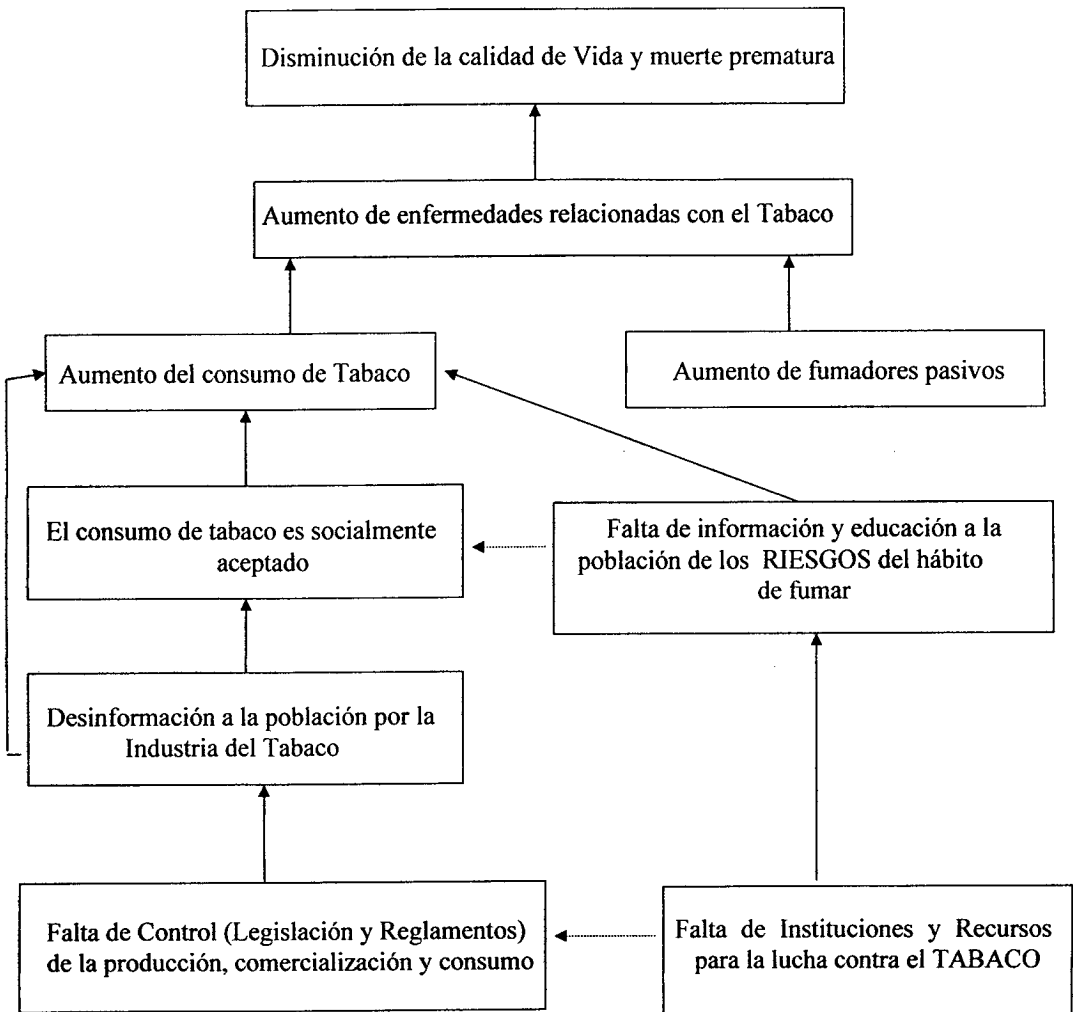 Disminución de la calidad de Vida y muerte prematura
Aumento de enfermedades relacionadas con el Tabaco
Aumento del consumo de Tabaco
Aumento de fumadores pasivos
El consumo de tabaco es socialmente
aceptado
Falta de información y educación a la
población de los RIESGOS del hábito
de fumar
Desinformación a la población por la
Industria del Tabaco
Falta de Control (Legislación y Reglamentos)
de la producción, comercialización y consumo
Falta de Instituciones y Recursos
para la lucha contra el TABACO